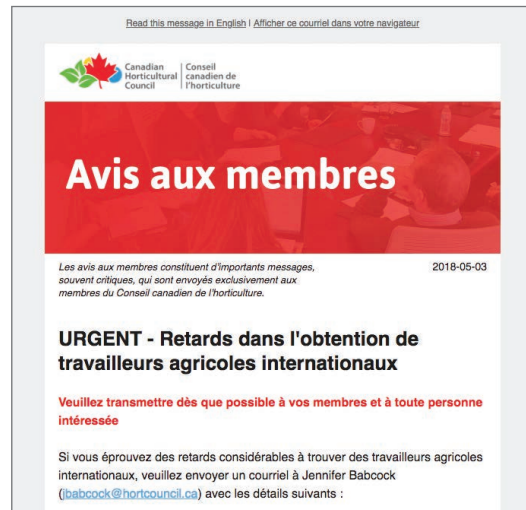 Read this message in English | Afficher ce courriel dans votre navigateur
Canadian Horticultural Council
Conseil canadien de l'horticulture
Avis aux membres
Les avis aux membres constituent d'importants messages,
souvent critiques, qui sont envoyés exclusivement aux
membres du Conseil canadien de l'horticulture.
2018-05-03
URGENT - Retards dans l'obtention de
travailleurs agricoles internationaux
Veuillez transmettre dès que possible à vos membres et à toute personne
intéressée
Si vous éprouvez des retards considérables à trouver des travailleurs agricoles
internationaux, veuillez envoyer un courriel à Jennifer Babcock
(jbabcock@hortcouncil.ca) avec les détails suivants :